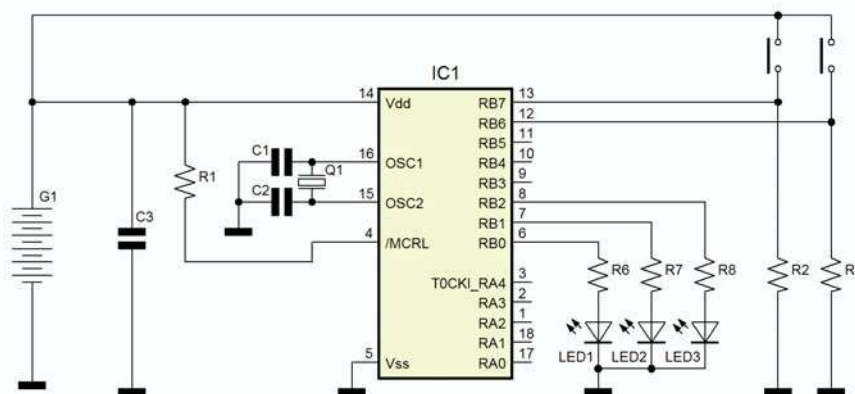 IC1
14
Vdd
RB7
13
RB6
12
RB5
11
C1
16
OSC1
RB4
10
Q1
RB3
9
R1
C2
15
OSC2
RB2
8
G1
RB1
7
C3
4
/MCRL
RB0
6
R6
R7
R8
R2
R
T0CKI_RA4
3
RA3
2
RA2
1
RA1
18
5
Vss
RA0
17
LED1
LED2
LED3